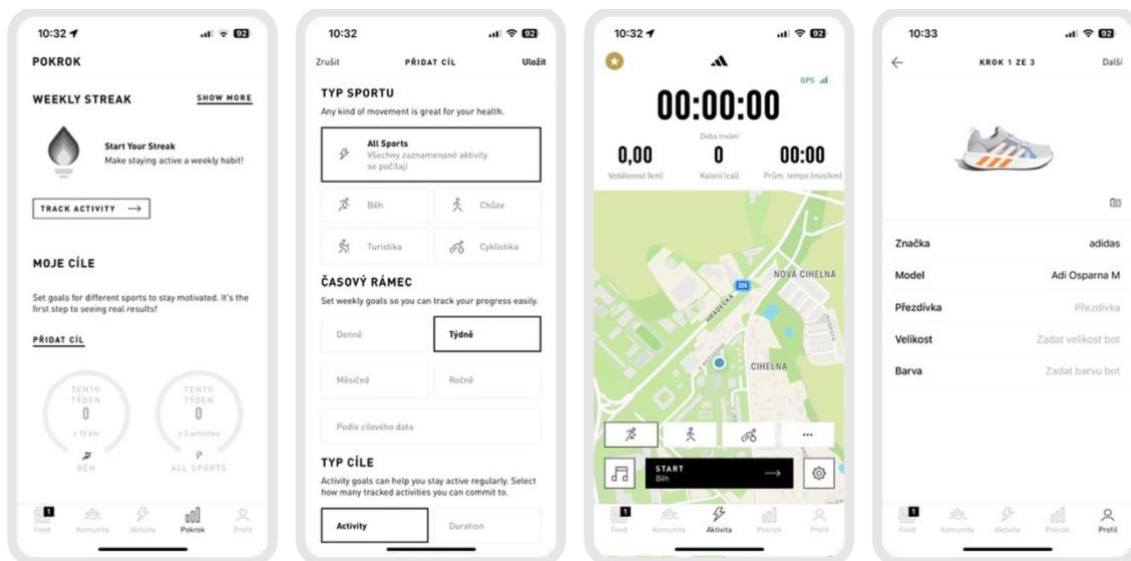 10:32
92
POKROK
WEEKLY STREAK
SHOW MORE
Start Your Streak
Make staying active a weekly habit!
TRACK ACTIVITY
MOJE CÍLE
Set goals for different sports to stay motivated. It's the
first step to seeing real results!
PŘIDAT CÍL
TENTO
TÝDEN
0
z 10 km
BĚH
TENTO
TÝDEN
0
z 3 activities
ALL SPORTS
1
Feed
Komunita
Aktivita
Pokrok
Profil
10:32
92
Zrušit
PŘIDAT CÍL
Uložit
TYP SPORTU
Any kind of movement is great for your health.
All Sports
Všechny zaznamenané aktivity
se počítají
Běh
Chůze
Turistika
Cyklistika
ČASOVÝ RÁMEC
Set weekly goals so you can track your progress easily.
Denně
Týdně
Měsíčně
Ročně
Podle cílového data
TYP CÍLE
Activity goals can help you stay active regularly. Select
how many tracked activities you can commit to.
Activity
Duration
10:32
92
GPS
00:00:00
Doba trvání
0,00
0
00:00
Vzdálenost (km)
Kalorií (cal)
Prům. tempo (min/km)
NOVÁ CIHELNA
324
HRADECKÁ
CIHELNA
START
Běh
1
Feed
Komunita
Aktivita
Pokrok
Profil
10:33
92
KROK 1 ZE 3
Další
Značka
adidas
Model
Adi Osparna M
Přezdívka
Přezdívka
Velikost
Zadat velikost bot
Barva
Zadat barvu bot
1
Feed
Komunita
Aktivita
Pokrok
Profil